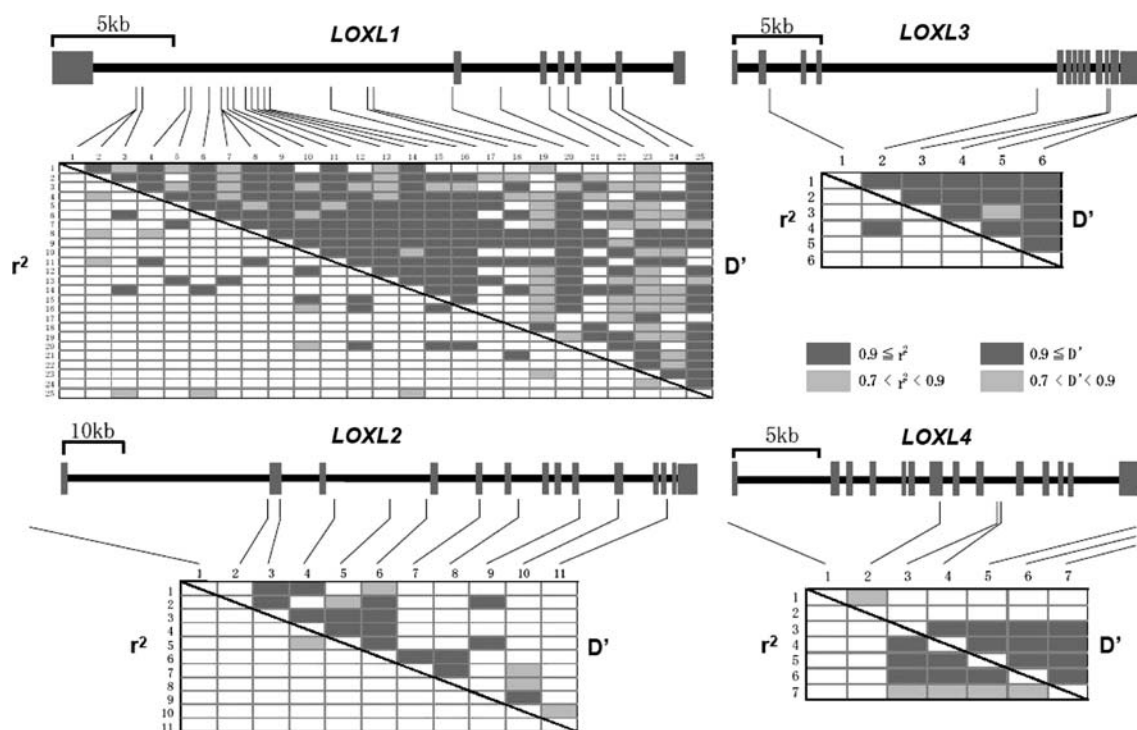 5kb
LOXL1
1 2 3 4 5 6 7 8 9 10 11 12 13 14 15 16 17 18 19 20 21 22 23 24 25
1
2
3
4
5
6
7
8
9
10
11
12
13
14
15
16
17
18
19
20
21
22
23
24
25
r²
D'
5kb
LOXL3
1 2 3 4 5 6
1
2
3
4
5
6
r²
D'
0.9 ≦ r²
0.9 ≦ D'
0.7 < r² < 0.9
0.7 < D' < 0.9
10kb
LOXL2
1 2 3 4 5 6 7 8 9 10 11
1
2
3
4
5
6
7
8
9
10
11
r²
D'
5kb
LOXL4
1 2 3 4 5 6 7
1
2
3
4
5
6
7
r²
D'